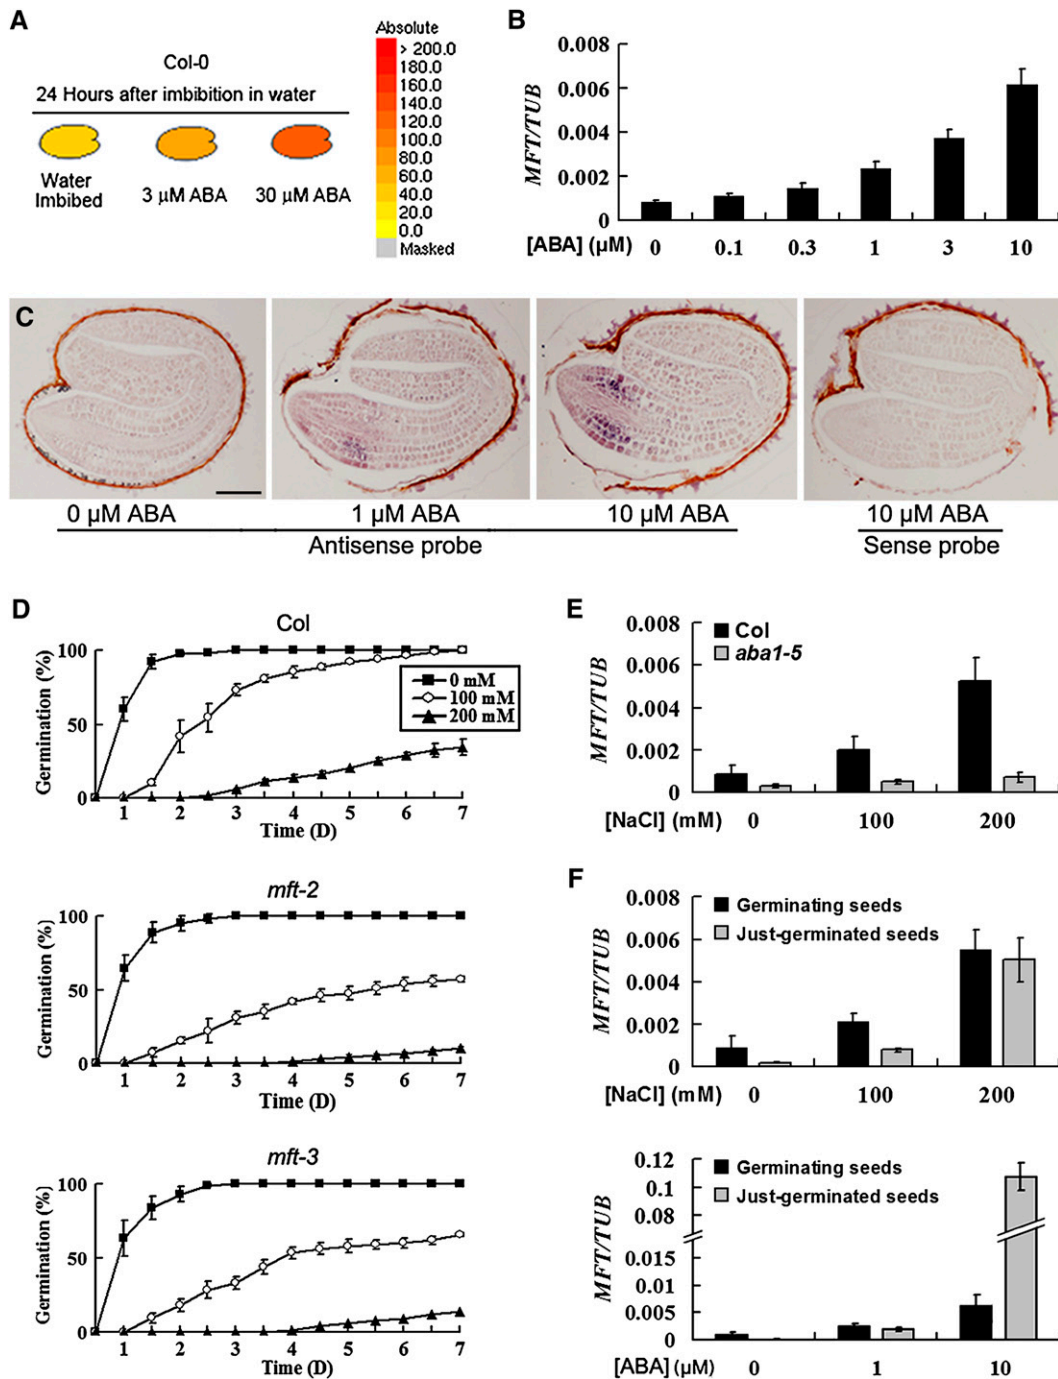 A
Col-0
24 Hours after imbibition in water
Water
Imbibed
3 µM ABA
30 µM ABA
Absolute
> 200.0
180.0
160.0
140.0
120.0
100.0
80.0
60.0
40.0
20.0
0.0
Masked
B
MFT/TUB
0.008
0.006
0.004
0.002
0
[ABA] (µM) 0 0.1 0.3 1 3 10
C
0 µM ABA 1 µM ABA 10 µM ABA 10 µM ABA
Antisense probe Sense probe
D
Col
Germination (%)
100
50
0
0 mM
100 mM
200 mM
1 2 3 4 5 6 7
Time (D)
mft-2
Germination (%)
100
50
0
1 2 3 4 5 6 7
Time (D)
mft-3
Germination (%)
100
50
0
1 2 3 4 5 6 7
Time (D)
E
MFT/TUB
0.008
0.006
0.004
0.002
0
Col
aba1-5
[NaCl] (mM) 0 100 200
F
MFT/TUB
0.008
0.006
0.004
0.002
0
Germinating seeds
Just-germinated seeds
[NaCl] (mM) 0 100 200
MFT/TUB
0.12
0.1
0.08
0.015
0.01
0.005
0
Germinating seeds
Just-germinated seeds
[ABA] (µM) 0 1 10